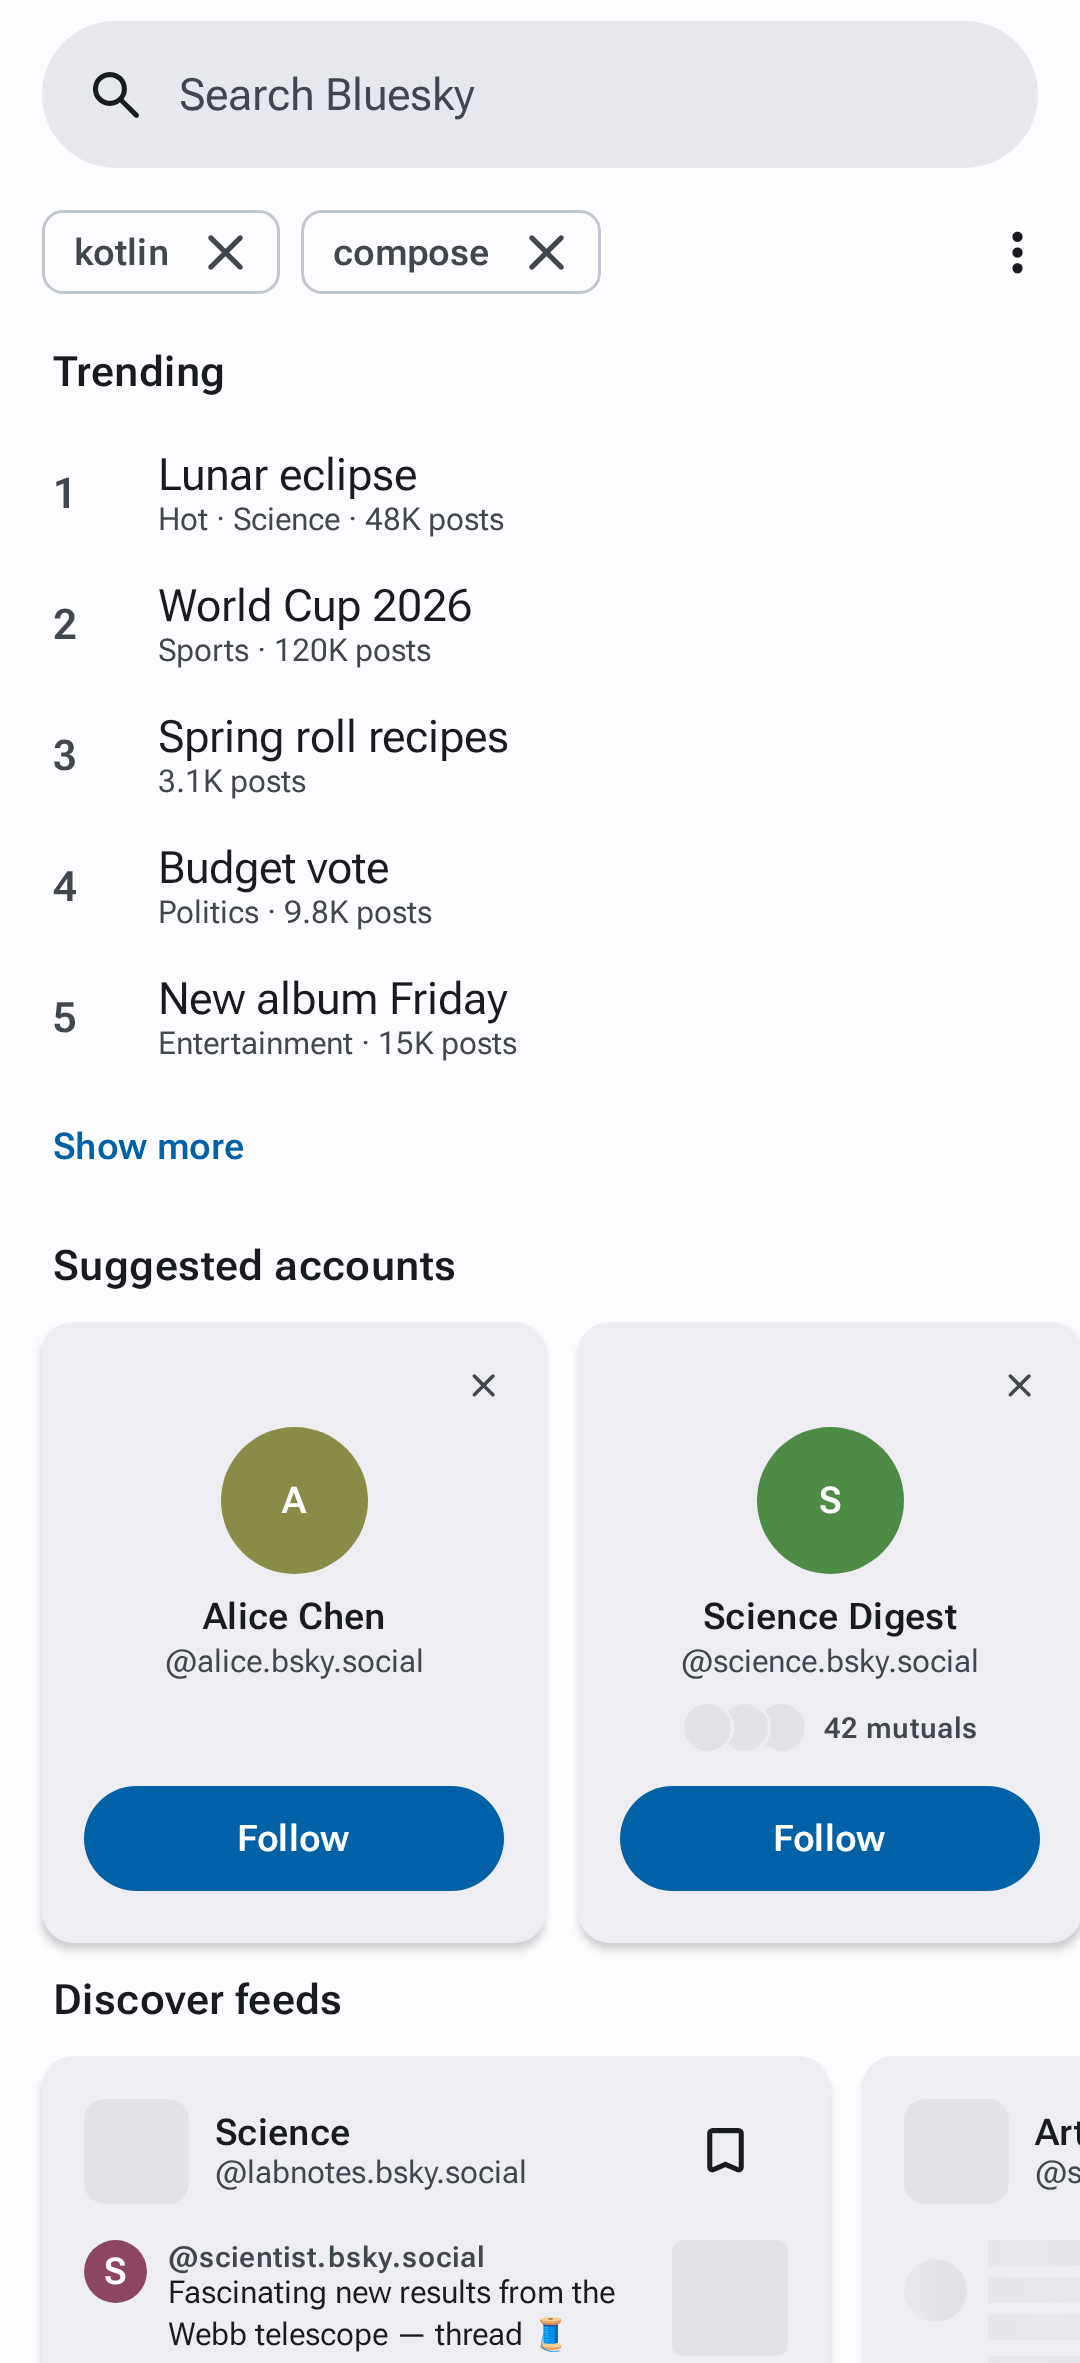 Search Bluesky
kotlin
compose
Trending
1
Lunar eclipse
Hot · Science · 48K posts
2
World Cup 2026
Sports · 120K posts
3
Spring roll recipes
3.1K posts
4
Budget vote
Politics · 9.8K posts
5
New album Friday
Entertainment · 15K posts
Show more
Suggested accounts
A
Alice Chen
@alice.bsky.social
Follow
S
Science Digest
@science.bsky.social
42 mutuals
Follow
Discover feeds
Science
@labnotes.bsky.social
S
@scientist.bsky.social
Fascinating new results from the
Webb telescope — thread 🧵